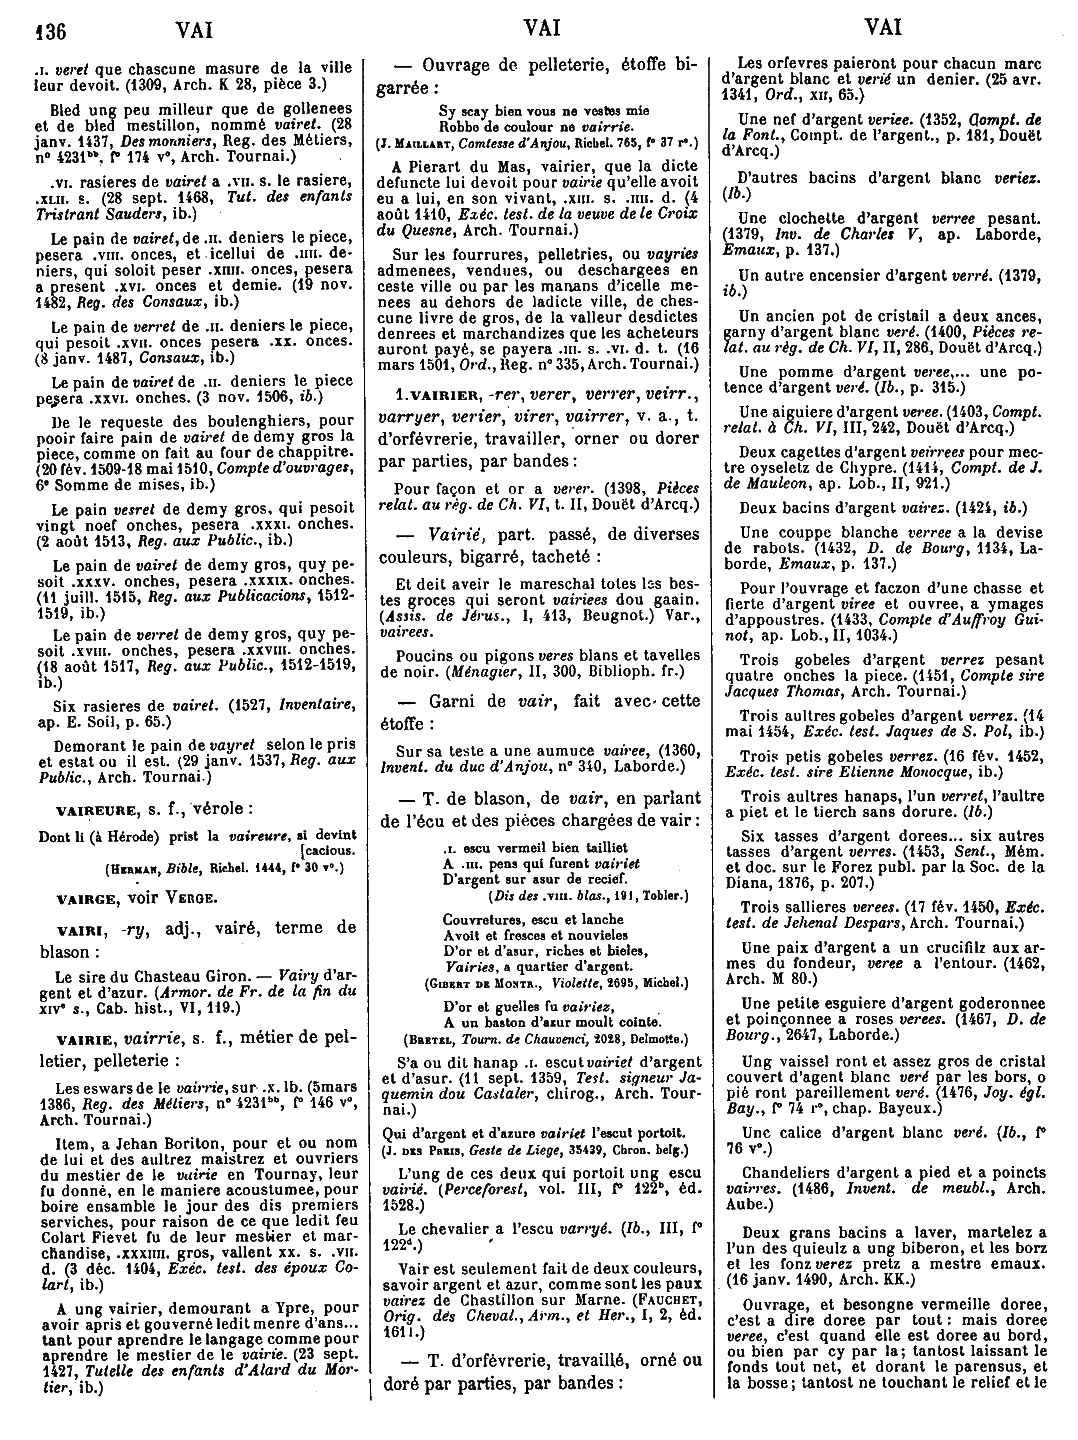 136 VAI VAI VAI
.I. veret que chascune masure de la ville
leur devoit. (1309, Arch. K 28, pièce 3.)
Bled ung peu milleur que de gollenees
et de bled mestillon, nommé vairet. (28
janv. 1437, Des monniers, Reg. des Métiers,
n° 4231bb, f° 174 v°, Arch. Tournai.)
.VI. rasieres de vairet a .VII. s. le rasiere,
.XLII. s. (28 sept. 1468, Tut. des enfants
Tristrant Sauders, ib.)
Le pain de vairet, de .II. deniers le piece,
pesera .VIII. onces, et icellui de .IIII. de-
niers, qui soloit peser .XIIII. onces, pesera
a present .XVI. onces et demie. (19 nov.
1482, Reg. des Consaux, ib.)
Le pain de verret de .II. deniers le piece,
qui pesoit .XVII. onces pesera .XX. onces.
(8 janv. 1487, Consaux, ib.)
Le pain de vairet de .II. deniers le piece
pesera .XXVI. onches. (3 nov. 1506, ib.)
De le requeste des boulenghiers, pour
pooir faire pain de vairet de demy gros la
piece, comme on fait au four de chappitre.
(20 fév. 1509-18 mai 1510, Compte d'ouvrages,
6e Somme de mises, ib.)
Le pain vesret de demy gros, qui pesoit
vingt noef onches, pesera .XXXI. onches.
(2 août 1513, Reg. aux Public., ib.)
Le pain de vairet de demy gros, quy pe-
soit .XXXV. onches, pesera .XXXIX. onches.
(11 juill. 1515, Reg. aux Publicacions, 1512-
1519, ib.)
Le pain de verret de demy gros, quy pe-
soit .XVIII. onches, pesera .XXVIII. onches.
(18 août 1517, Reg. aux Public., 1512-1519,
ib.)
Six rasieres de vairet. (1527, Inventaire,
ap. E. Soil, p. 65.)
Demorant le pain de vayret selon le pris
et estat ou il est. (29 janv. 1537, Reg. aux
Public., Arch. Tournai.)
VAIREURE, s. f., vérole :
Dont li (à Hérode) prist la vaireure, si devint
[cacious.
(HERMAN, Bible, Richel. 1444, f° 30 v°.)
VAIRGE, voir VERGE.
VAIRI, -ry, adj., vairé, terme de
blason :
Le sire du Chasteau Giron. — Vairy d'ar-
gent et d'azur. (Armor. de Fr. de la fin du
XIVe s., Cab. hist., VI, 119.)
VAIRIE, vairrie, s. f., métier de pel-
letier, pelleterie :
Les eswars de le vairrie, sur .X. lb. (5 mars
1386, Reg. des Métiers, n° 4231bb, f° 146 v°,
Arch. Tournai.)
Item, a Jehan Boriton, pour et ou nom
de lui et des aultrez maistrez et ouvriers
du mestier de le vairie en Tournay, leur
fu donné, en le maniere acoustumee, pour
boire ensamble le jour des dis premiers
serviches, pour raison de ce que ledit feu
Colart Fievet fu de leur mestier et mar-
chandise, .XXXIIII. gros, vallent XX. s. .VII.
d. (3 déc. 1404, Exéc. test. des époux Co-
lart, ib.)
A ung vairier, demourant a Ypre, pour
avoir apris et gouverné ledit menre d'ans...
tant pour aprendre le langage comme pour
aprendre le mestier de le vairie. (23 sept.
1427, Tutelle des enfants d'Alard du Mor-
tier, ib.)
— Ouvrage de pelleterie, étoffe bi-
garrée :
Sy scay bien vous ne vestes mie
Robbe de coulour ne vairrie.
(J. MAILLART, Comtesse d'Anjou, Richel. 765, f° 37 r°.)
A Pierart du Mas, vairier, que la dicte
defuncte lui devoit pour vairie qu'elle avoit
eu a lui, en son vivant, .XIII. s. .IIII. d. (4
août 1410, Exéc. test. de la veuve de le Croix
du Quesne, Arch. Tournai.)
Sur les fourrures, pelletries, ou vayries
admenees, vendues, ou deschargees en
ceste ville ou par les manans d'icelle me-
nees au dehors de ladicte ville, de ches-
cune livre de gros, de la valleur desdictes
denrees et marchandizes que les acheteurs
auront payé, se payera .III. s. .VI. d. t. (16
mars 1501, Ord., Reg. n° 335, Arch. Tournai.)
1. VAIRIER, -rer, verer, verrer, veirr.,
varryer, verier, virer, vairrer, v. a., t.
d'orfévrerie, travailler, orner ou dorer
par parties, par bandes :
Pour façon et or a verer. (1398, Pièces
relat. au règ. de Ch. VI, t. II, Douët d'Arcq.)
— Vairié, part. passé, de diverses
couleurs, bigarré, tacheté :
Et deit aveir le mareschal totes les bes-
tes groces qui seront vairiees dou gaain.
(Assis. de Jérus., I, 413, Beugnot.) Var.,
vairees.
Poucins ou pigons veres blans et tavelles
de noir. (Ménagier, II, 300, Biblioph. fr.)
— Garni de vair, fait avec cette
étoffe :
Sur sa teste a une aumuce vairee, (1360,
Invent. du duc d'Anjou, n° 340, Laborde.)
— T. de blason, de vair, en parlant
de l'écu et des pièces chargées de vair :
.I. escu vermeil bien tailliet
A .III. pens qui furent vairiet
D'argent sur asur de recief.
(Dis des .VIII. blas., 191, Tobler.)
Couvretures, escu et lanche
Avoit et fresces et nouvieles
D'or et d'asur, riches et bieles,
Vairies, a quartier d'argent.
(GIBERT DE MONTR., Violette, 2695, Michel.)
D'or et guelles fu vairiez,
A un baston d'azur moult cointe.
(BRETEL, Tourn. de Chauvenci, 2028, Delmotte.)
S'a ou dit hanap .I. escut vairiet d'argent
et d'asur. (11 sept. 1359, Test. signeur Ja-
quemin dou Castaler, chirog., Arch. Tour-
nai.)
Qui d'argent et d'azure vairiet l'escut portoit.
(J. DES PREIS, Geste de Liege, 35439, Chron. belg.)
L'ung de ces deux qui portoit ung escu
vairié. (Perceforest, vol. III, f° 122b, éd.
1528.)
Le chevalier a l'escu varryé. (Ib., III, f°
122d.)
Vair est seulement fait de deux couleurs,
savoir argent et azur, comme sont les paux
vairez de Chastillon sur Marne. (FAUCHET,
Orig. des Cheval., Arm., et Her., I, 2, éd.
1611.)
— T. d'orfévrerie, travaillé, orné ou
doré par parties, par bandes :
Les orfevres paieront pour chacun marc
d'argent blanc et verié un denier. (25 avr.
1341, Ord., XII, 65.)
Une nef d'argent veriee. (1352, Compt. de
la Font., Compt. de l'argent., p. 181, Douët
d'Arcq.)
D'autres bacins d'argent blanc veriez.
(Ib.)
Une clochette d'argent verree pesant.
(1379, Inv. de Charles V, ap. Laborde,
Emaux, p. 137.)
Un autre encensier d'argent verré. (1379,
ib.)
Un ancien pot de cristail a deux ances,
garny d'argent blanc veré. (1400, Pièces re-
lat. au règ. de Ch. VI, II, 286, Douët d'Arcq.)
Une pomme d'argent veree,... une po-
tence d'argent veré. (Ib., p. 315.)
Une aiguiere d'argent veree. (1403, Compt.
relat. à Ch. VI, III, 242, Douët d'Arcq.)
Deux cagettes d'argent veirrees pour mec-
tre oyseletz de Chypre. (1414, Compt. de J.
de Mauleon, ap. Lob., II, 921.)
Deux bacins d'argent vairez. (1424, ib.)
Une couppe blanche verree a la devise
de rabots. (1432, D. de Bourg, 1134, La-
borde, Emaux, p. 137.)
Pour l'ouvrage et faczon d'une chasse et
fierte d'argent viree et ouvree, a ymages
d'appoustres. (1433, Compte d'Auffroy Gui-
not, ap. Lob., II, 1034.)
Trois gobeles d'argent verrez pesant
quatre onches la piece. (1451, Compte sire
Jacques Thomas, Arch. Tournai.)
Trois aultres gobeles d'argent verrez. (14
mai 1454, Exéc. test. Jaques de S. Pol, ib.)
Trois petis gobeles verrez. (16 fév. 1452,
Exéc. test. sire Elienne Monocque, ib.)
Trois aultres hanaps, l'un verret, l'aultre
a piet et le tierch sans dorure. (Ib.)
Six tasses d'argent dorees... six autres
tasses d'argent verres. (1453, Sent., Mém.
et doc. sur le Forez publ. par la Soc. de la
Diana, 1876, p. 207.)
Trois sallieres verees. (17 fév. 1450, Exéc.
test. de Jehenal Despars, Arch. Tournai.)
Une paix d'argent a un crucifilz aux ar-
mes du fondeur, veree a l'entour. (1462,
Arch. M 80.)
Une petite esguiere d'argent goderonnee
et poinçonnee a roses verees. (1467, D. de
Bourg., 2647, Laborde.)
Ung vaissel ront et assez gros de cristal
couvert d'agent blanc veré par les bors, o
pié ront pareillement veré. (1476, Joy. égl.
Bay., f° 74 r°, chap. Bayeux.)
Une calice d'argent blanc veré. (Ib., f°
76 v°.)
Chandeliers d'argent a pied et a poincts
vairres. (1486, Invent. de meubl., Arch.
Aube.)
Deux grans bacins a laver, martelez a
l'un des quieulz a ung biberon, et les borz
et les fonz verez pretz a mestre emaux.
(16 janv. 1490, Arch. KK.)
Ouvrage, et besongne vermeille doree,
c'est a dire doree par tout : mais doree
veree, c'est quand elle est doree au bord,
ou bien par cy par la ; tantost laissant le
fonds tout net, et dorant le parensus, et
la bosse ; tantost ne touchant le relief et le